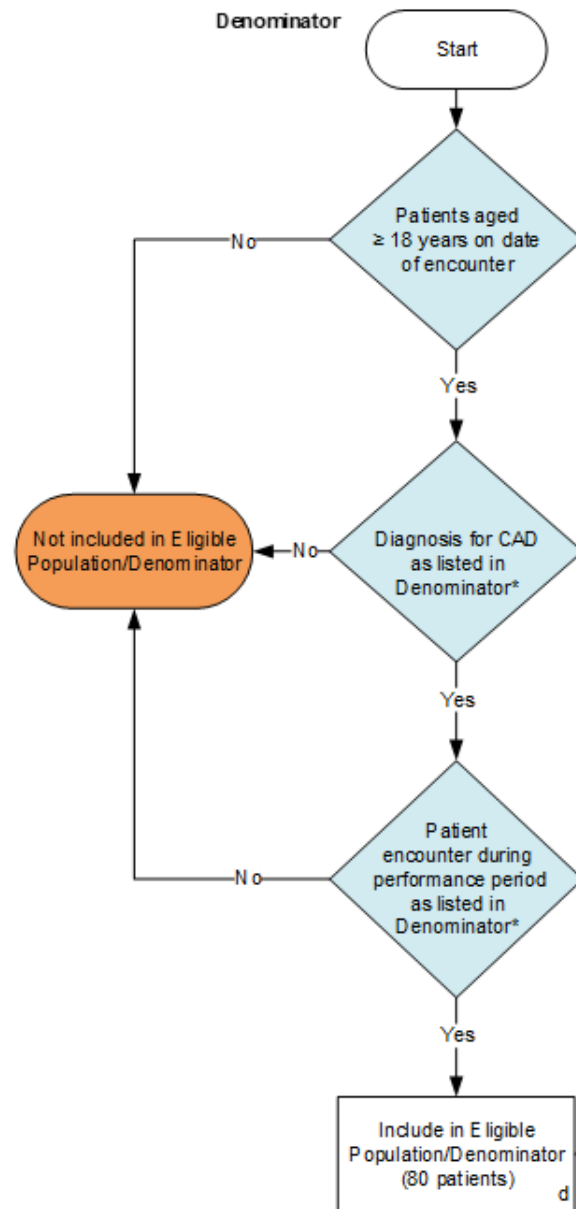 Denominator
Start
Patients aged
≥ 18 years on date
of encounter
No
Yes
Not included in Eligible
Population/Denominator
No
Diagnosis for CAD
as listed in
Denominator*
Yes
Patient
encounter during
performance period
as listed in
Denominator*
No
Yes
Include in Eligible
Population/Denominator
(80 patients)
d